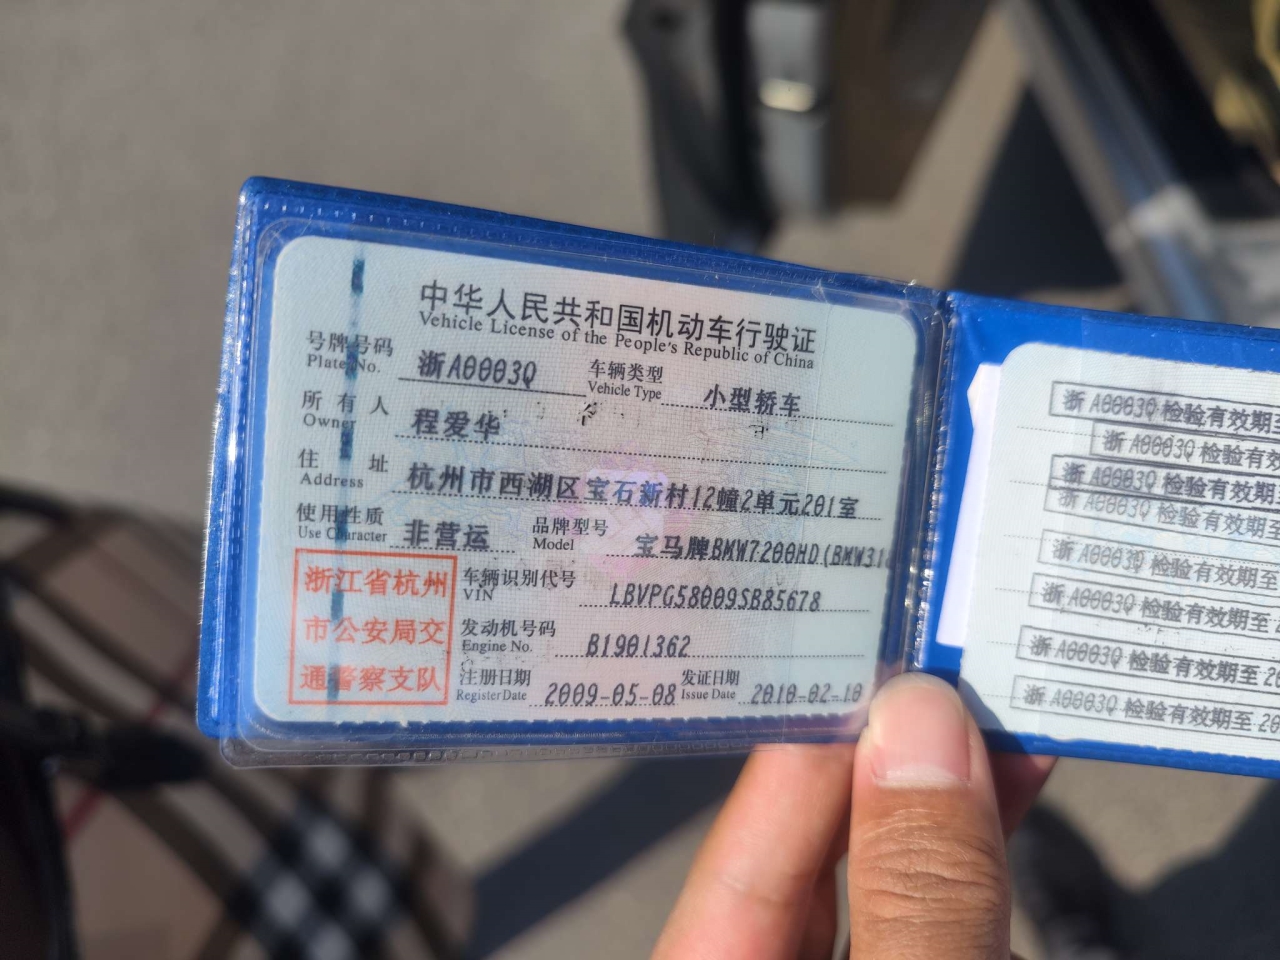 中华人民共和国机动车行驶证
Vehicle License of the People's Republic of China
号牌号码 浙A0003Q 车辆类型 小型轿车
Plate No. Vehicle Type
所有人 程爱华
Owner
住址 杭州市西湖区宝石新村12幢2单元201室
Address
使用性质 非营运 品牌型号 宝马牌BMW7200HD(BMW31
Use Character Model
浙江省杭州
市公安局交
通警察支队
车辆识别代号 LBVPG58009SB85678
VIN
发动机号码 B1901362
Engine No.
注册日期 2009-05-08 发证日期 2010-02-10
Register Date Issue Date
浙A0003Q检验有效期至
浙A0003Q检验有效期至
浙A0003Q检验有效期至
浙A0003Q检验有效期至
浙A0003Q检验有效期至
浙A0003Q检验有效期至
浙A0003Q检验有效期至 20
浙A0003Q检验有效期至 20